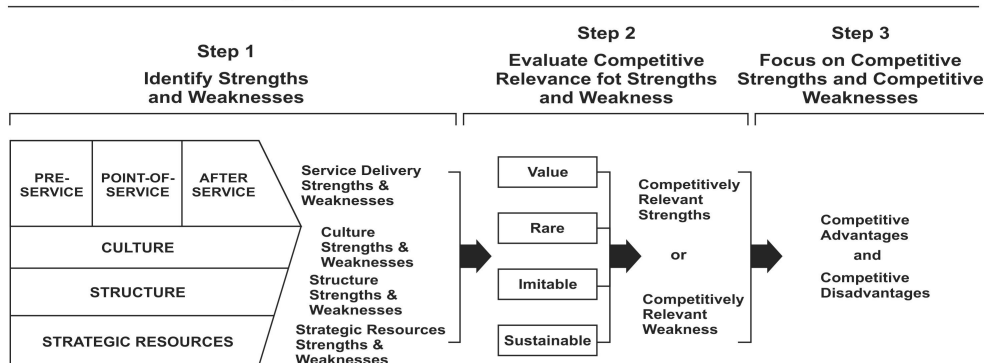 Step 1
Identify Strengths
and Weaknesses
Step 2
Evaluate Competitive
Relevance fot Strengths
and Weakness
Step 3
Focus on Competitive
Strengths and Competitive
Weaknesses
PRE-
SERVICE
POINT-OF-
SERVICE
AFTER
SERVICE
CULTURE
STRUCTURE
STRATEGIC RESOURCES
Service Delivery
Strengths &
Weaknesses
Culture
Strengths &
Weaknesses
Structure
Strengths &
Weaknesses
Strategic Resources
Strengths &
Weaknesses
Value
Rare
Imitable
Sustainable
Competitively
Relevant
Strengths
or
Competitively
Relevant
Weakness
Competitive
Advantages
and
Competitive
Disadvantages